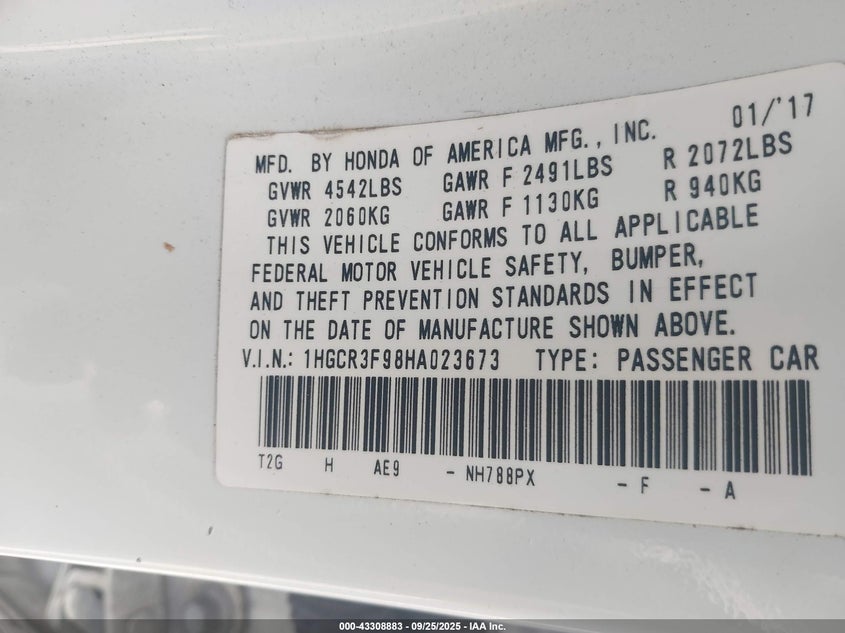 01/'17
MFD. BY HONDA OF AMERICA MFG., INC.
GVWR 4542LBS GAWR F 2491LBS R 2072LBS
GVWR 2060KG GAWR F 1130KG R 940KG
THIS VEHICLE CONFORMS TO ALL APPLICABLE
FEDERAL MOTOR VEHICLE SAFETY, BUMPER,
AND THEFT PREVENTION STANDARDS IN EFFECT
ON THE DATE OF MANUFACTURE SHOWN ABOVE.
V.I.N.: 1HGCR3F98HA023673 TYPE: PASSENGER CAR
T2G H AE9 - NH788PX - F - A
000-43308883 - 09/25/2025 - IAA Inc.